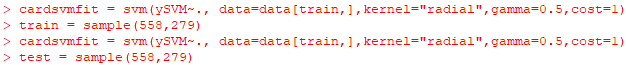 > cardsvmfit = svm(ySVM~., data=data[train,],kernel="radial",gamma=0.5,cost=1)
> train = sample(558,279)
> cardsvmfit = svm(ySVM~., data=data[train,],kernel="radial",gamma=0.5,cost=1)
> test = sample(558,279)